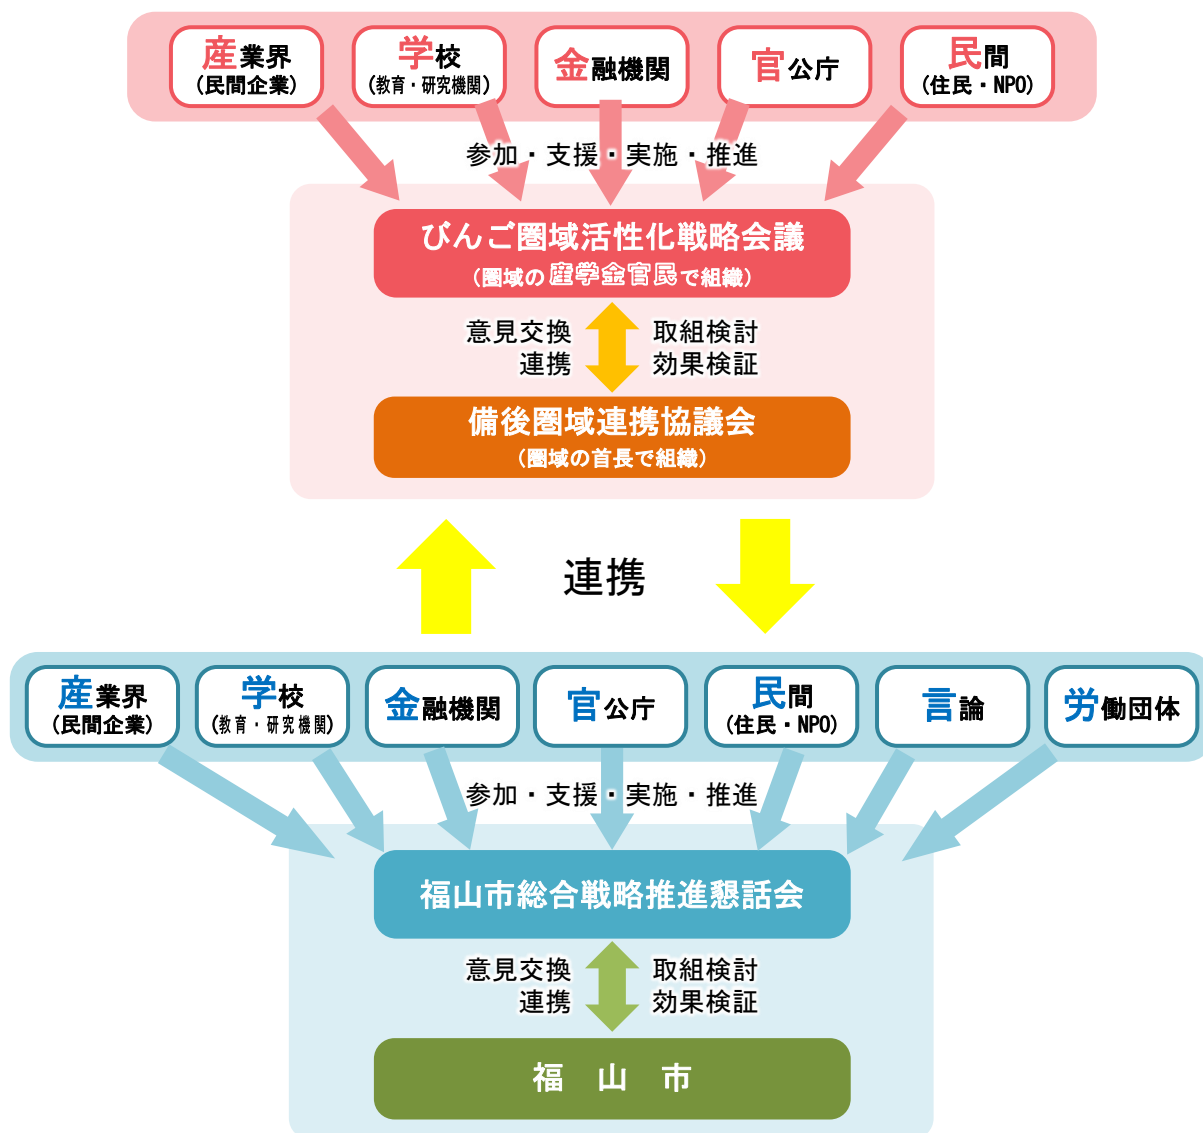 産業界
(民間企業)
学校
(教育・研究機関)
金融機関
官公庁
民間
(住民・NPO)
参加・支援・実施・推進
びんご圏域活性化戦略会議
(圏域の産学金官民で組織)
意見交換
連携
取組検討
効果検証
備後圏域連携協議会
(圏域の首長で組織)
連携
産業界
(民間企業)
学校
(教育・研究機関)
金融機関
官公庁
民間
(住民・NPO)
言論
労働団体
参加・支援・実施・推進
福山市総合戦略推進懇話会
意見交換
連携
取組検討
効果検証
福　山　市